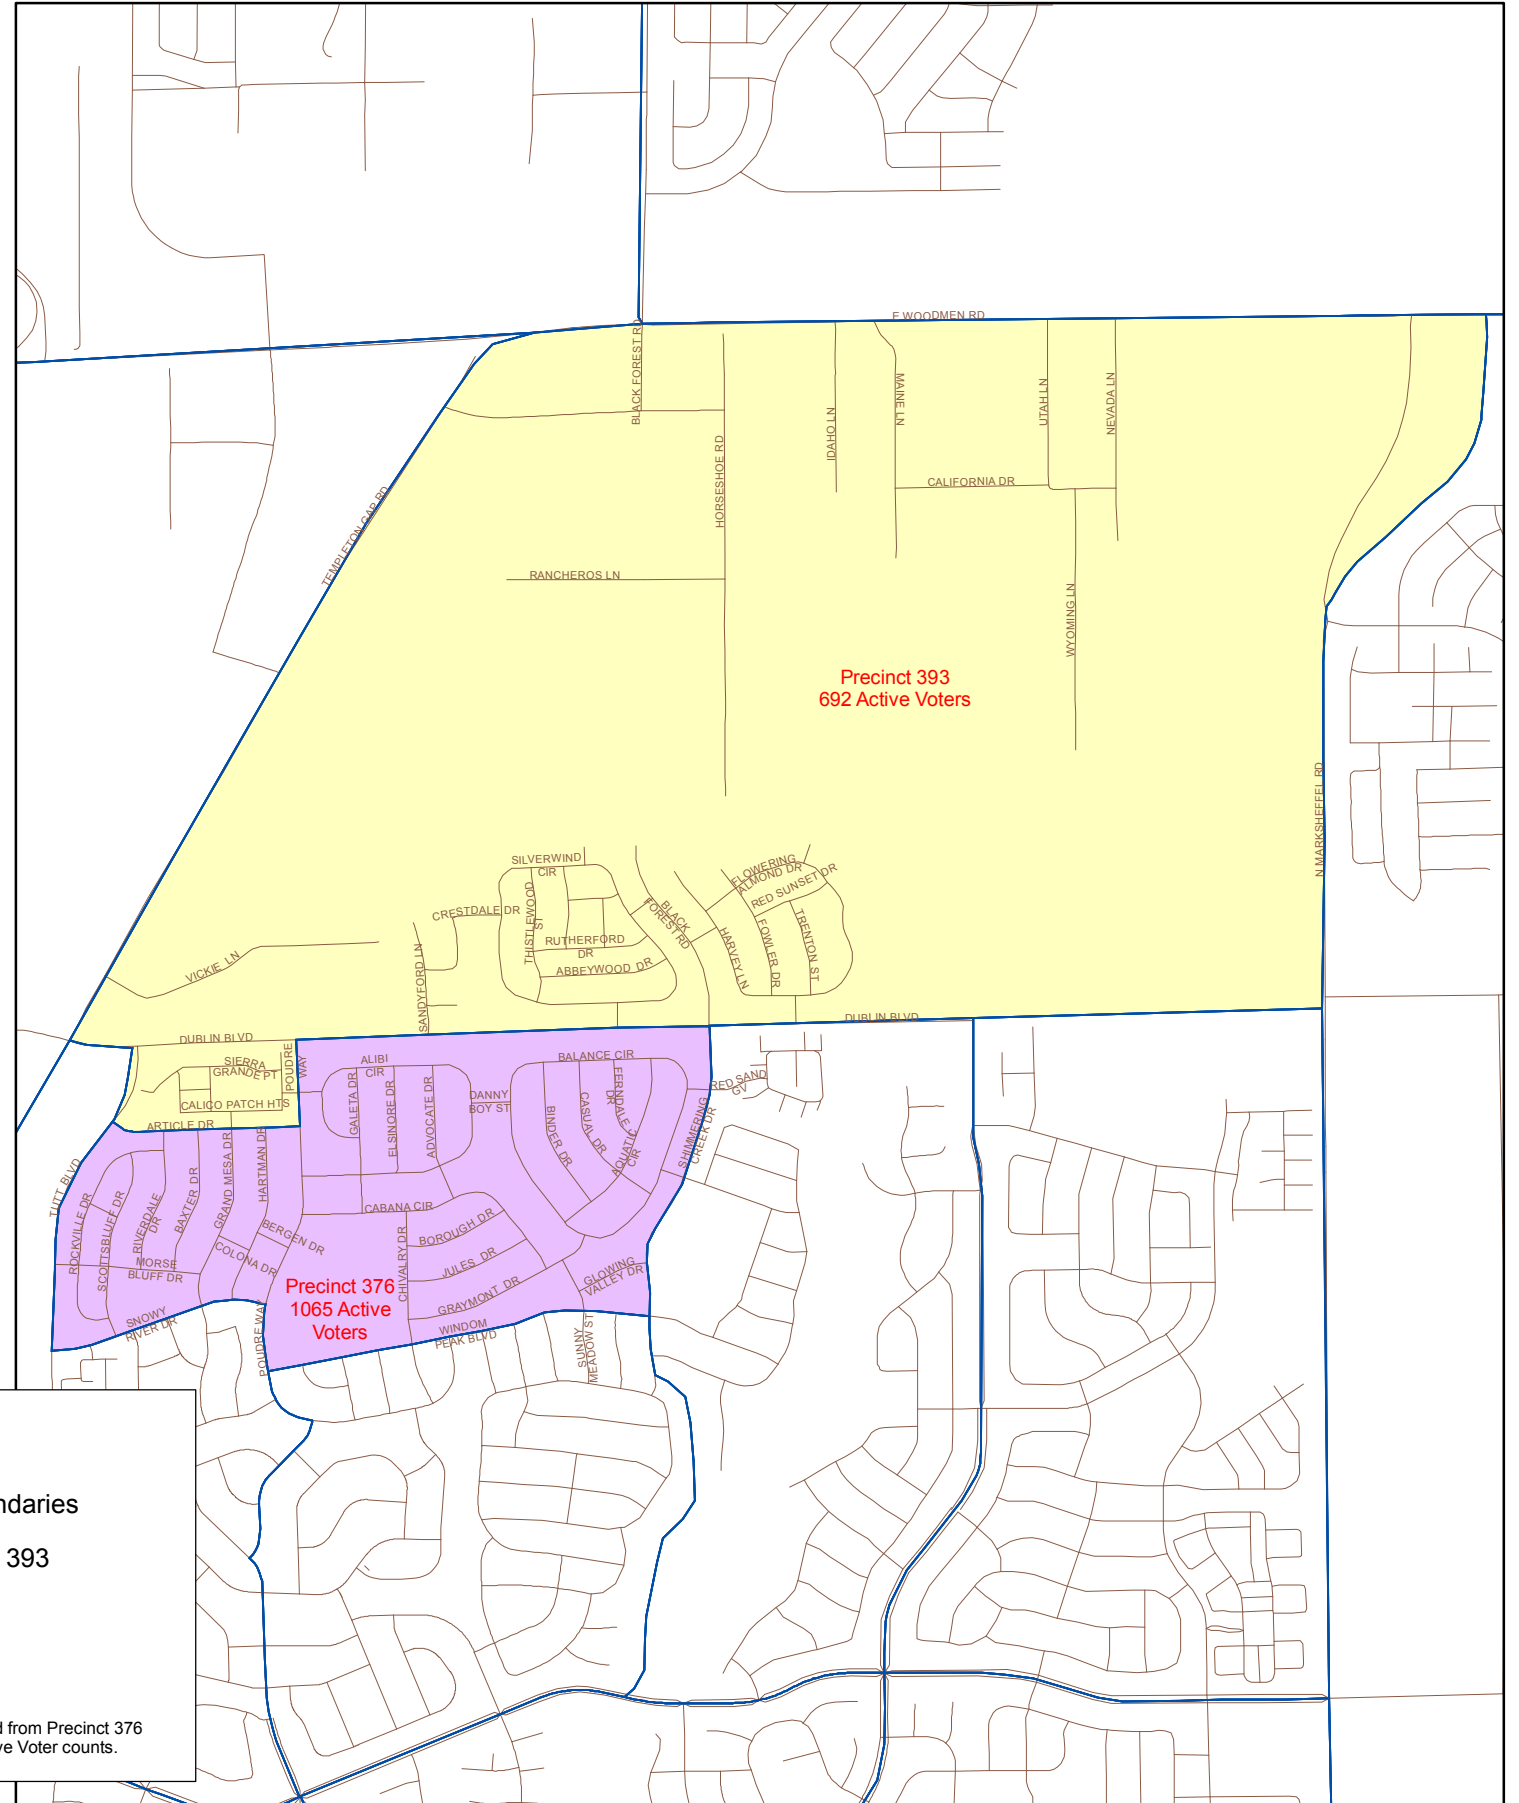 E WOODMEN RD
BLACK FOREST RD
HORSESHOE RD
IDAHO LN
MAINE LN
UTAH LN
NEVADA LN
CALIFORNIA DR
TEMPLETON GAP RD
RANCHEROS LN
WYOMING LN
Precinct 393
692 Active Voters
N MARKSHEFFEL RD
SILVERWIND
CIR
THISTLEWOOD
ST
CRESTDALE DR
RUTHERFORD
DR
ABBEYWOOD DR
BLACK
FOREST RD
FLOWERING
ALMOND DR
RED SUNSET DR
HARVEY LN
FOWLER DR
TRENTON ST
VICKIE LN
SANDYFORD LN
DUBLIN BLVD
DUBLIN BLVD
SIERRA
GRANDE PT
POUDRE
WAY
CALICO PATCH HTS
ARTICLE DR
ALIBI
CIR
GALETA DR
ELSINORE DR
ADVOCATE DR
DANNY
BOY ST
BALANCE CIR
BINDER DR
CASUAL DR
FERNDALE
DR
AQUATIC
CIR
SHIMMERING
CREEK DR
RED SAND
GV
TUTT BLVD
ROCKVILLE DR
SCOTTSBLUFF DR
RIVERDALE
DR
BAXTER DR
GRAND MESA DR
HARTMAN DR
BERGEN DR
COLONA DR
MORSE
BLUFF DR
SNOWY
RIVER DR
POUDRE WAY
CABANA CIR
CHIVALRY DR
BOROUGH DR
JULES DR
GRAYMONT DR
GLOWING
VALLEY DR
WINDOM
PEAK BLVD
SUNNY
MEADOW ST
Precinct 376
1065 Active
Voters
ndaries
393
d from Precinct 376
ve Voter counts.